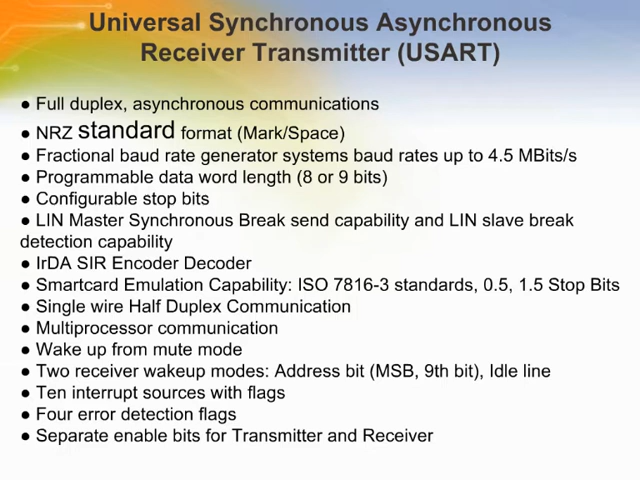 Universal Synchronous Asynchronous
Receiver Transmitter (USART)
● Full duplex, asynchronous communications
● NRZ standard format (Mark/Space)
● Fractional baud rate generator systems baud rates up to 4.5 MBits/s
● Programmable data word length (8 or 9 bits)
● Configurable stop bits
● LIN Master Synchronous Break send capability and LIN slave break
detection capability
● IrDA SIR Encoder Decoder
● Smartcard Emulation Capability: ISO 7816-3 standards, 0.5, 1.5 Stop Bits
● Single wire Half Duplex Communication
● Multiprocessor communication
● Wake up from mute mode
● Two receiver wakeup modes: Address bit (MSB, 9th bit), Idle line
● Ten interrupt sources with flags
● Four error detection flags
● Separate enable bits for Transmitter and Receiver